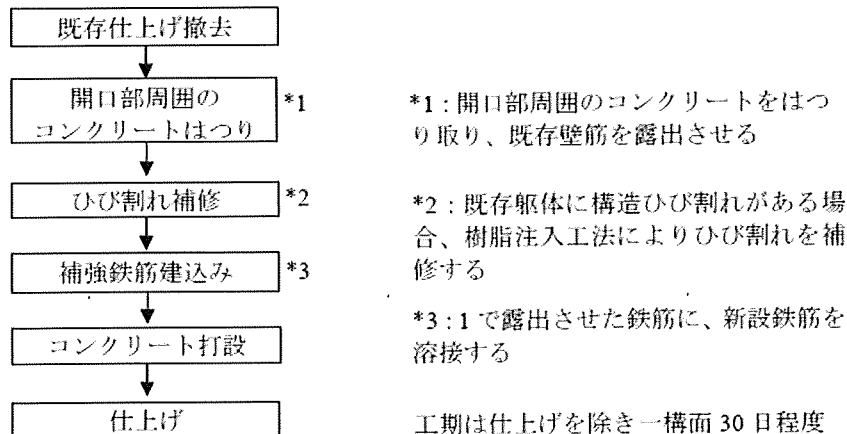 既存仕上げ撤去
開口部周囲の
コンクリートはつり
*1
ひび割れ補修
*2
補強鉄筋建込み
*3
コンクリート打設
仕上げ
*1：開口部周囲のコンクリートをはつ
り取り、既存壁筋を露出させる
*2：既存躯体に構造ひび割れがある場
合、樹脂注入工法によりひび割れを補
修する
*3：1で露出させた鉄筋に、新設鉄筋を
溶接する
工期は仕上げを除き一構面 30 日程度